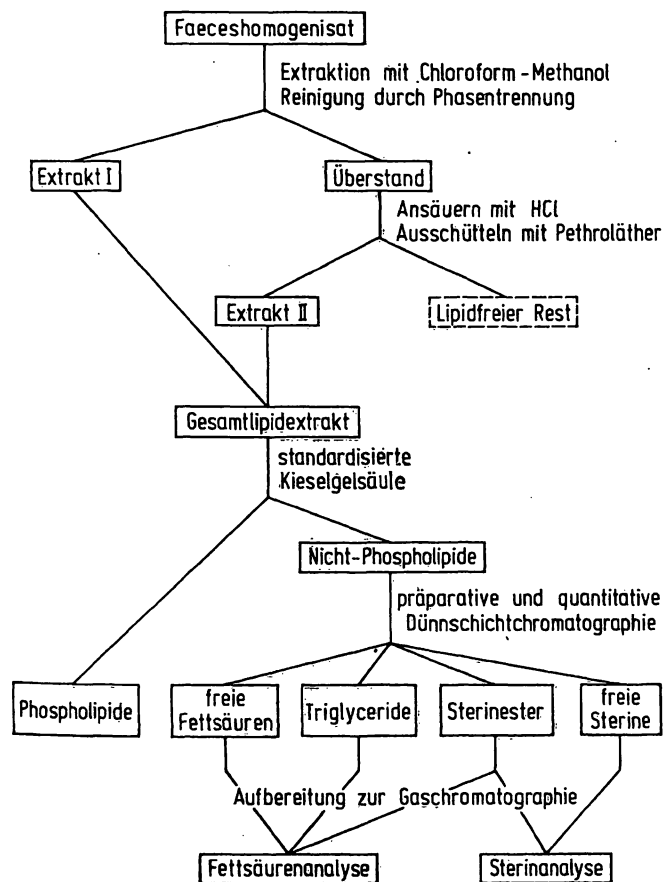 Faeceshomogenisat
Extraktion mit Chloroform-Methanol
Reinigung durch Phasentrennung
Extrakt I
Überstand
Ansäuern mit HCl
Ausschütteln mit Pethroläther
Extrakt II
Lipidfreier Rest
Gesamtlipidextrakt
standardisierte
Kieselgelsäule
Nicht-Phospholipide
präparative und quantitative
Dünnschichtchromatographie
Phospholipide
freie
Fettsäuren
Triglyceride
Sterinester
freie
Sterine
Aufbereitung zur Gaschromatographie
Fettsäurenanalyse
Sterinanalyse